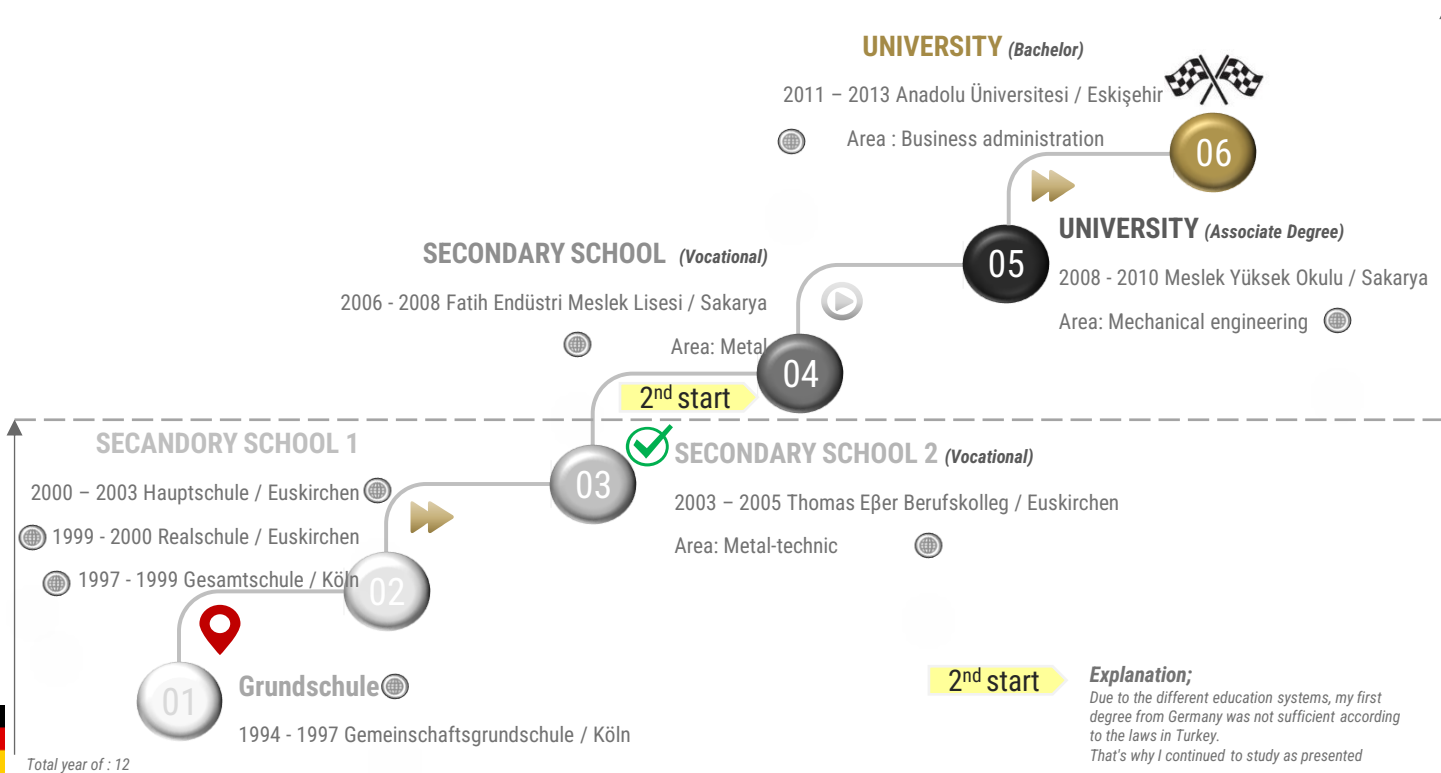 UNIVERSITY (Bachelor)
2011 – 2013 Anadolu Üniversitesi / Eskişehir
Area : Business administration
06
UNIVERSITY (Associate Degree)
05
2008 - 2010 Meslek Yüksek Okulu / Sakarya
Area: Mechanical engineering
SECONDARY SCHOOL (Vocational)
2006 - 2008 Fatih Endüstri Meslek Lisesi / Sakarya
Area: Metal
04
2nd start
SECANDORY SCHOOL 1
2000 – 2003 Hauptschule / Euskirchen
1999 - 2000 Realschule / Euskirchen
1997 - 1999 Gesamtschule / Köln
02
03
SECONDARY SCHOOL 2 (Vocational)
2003 – 2005 Thomas Eβer Berufskolleg / Euskirchen
Area: Metal-technic
01
Grundschule
1994 - 1997 Gemeinschaftsgrundschule / Köln
Total year of : 12
2nd start
Explanation;
Due to the different education systems, my first
degree from Germany was not sufficient according
to the laws in Turkey.
That's why I continued to study as presented